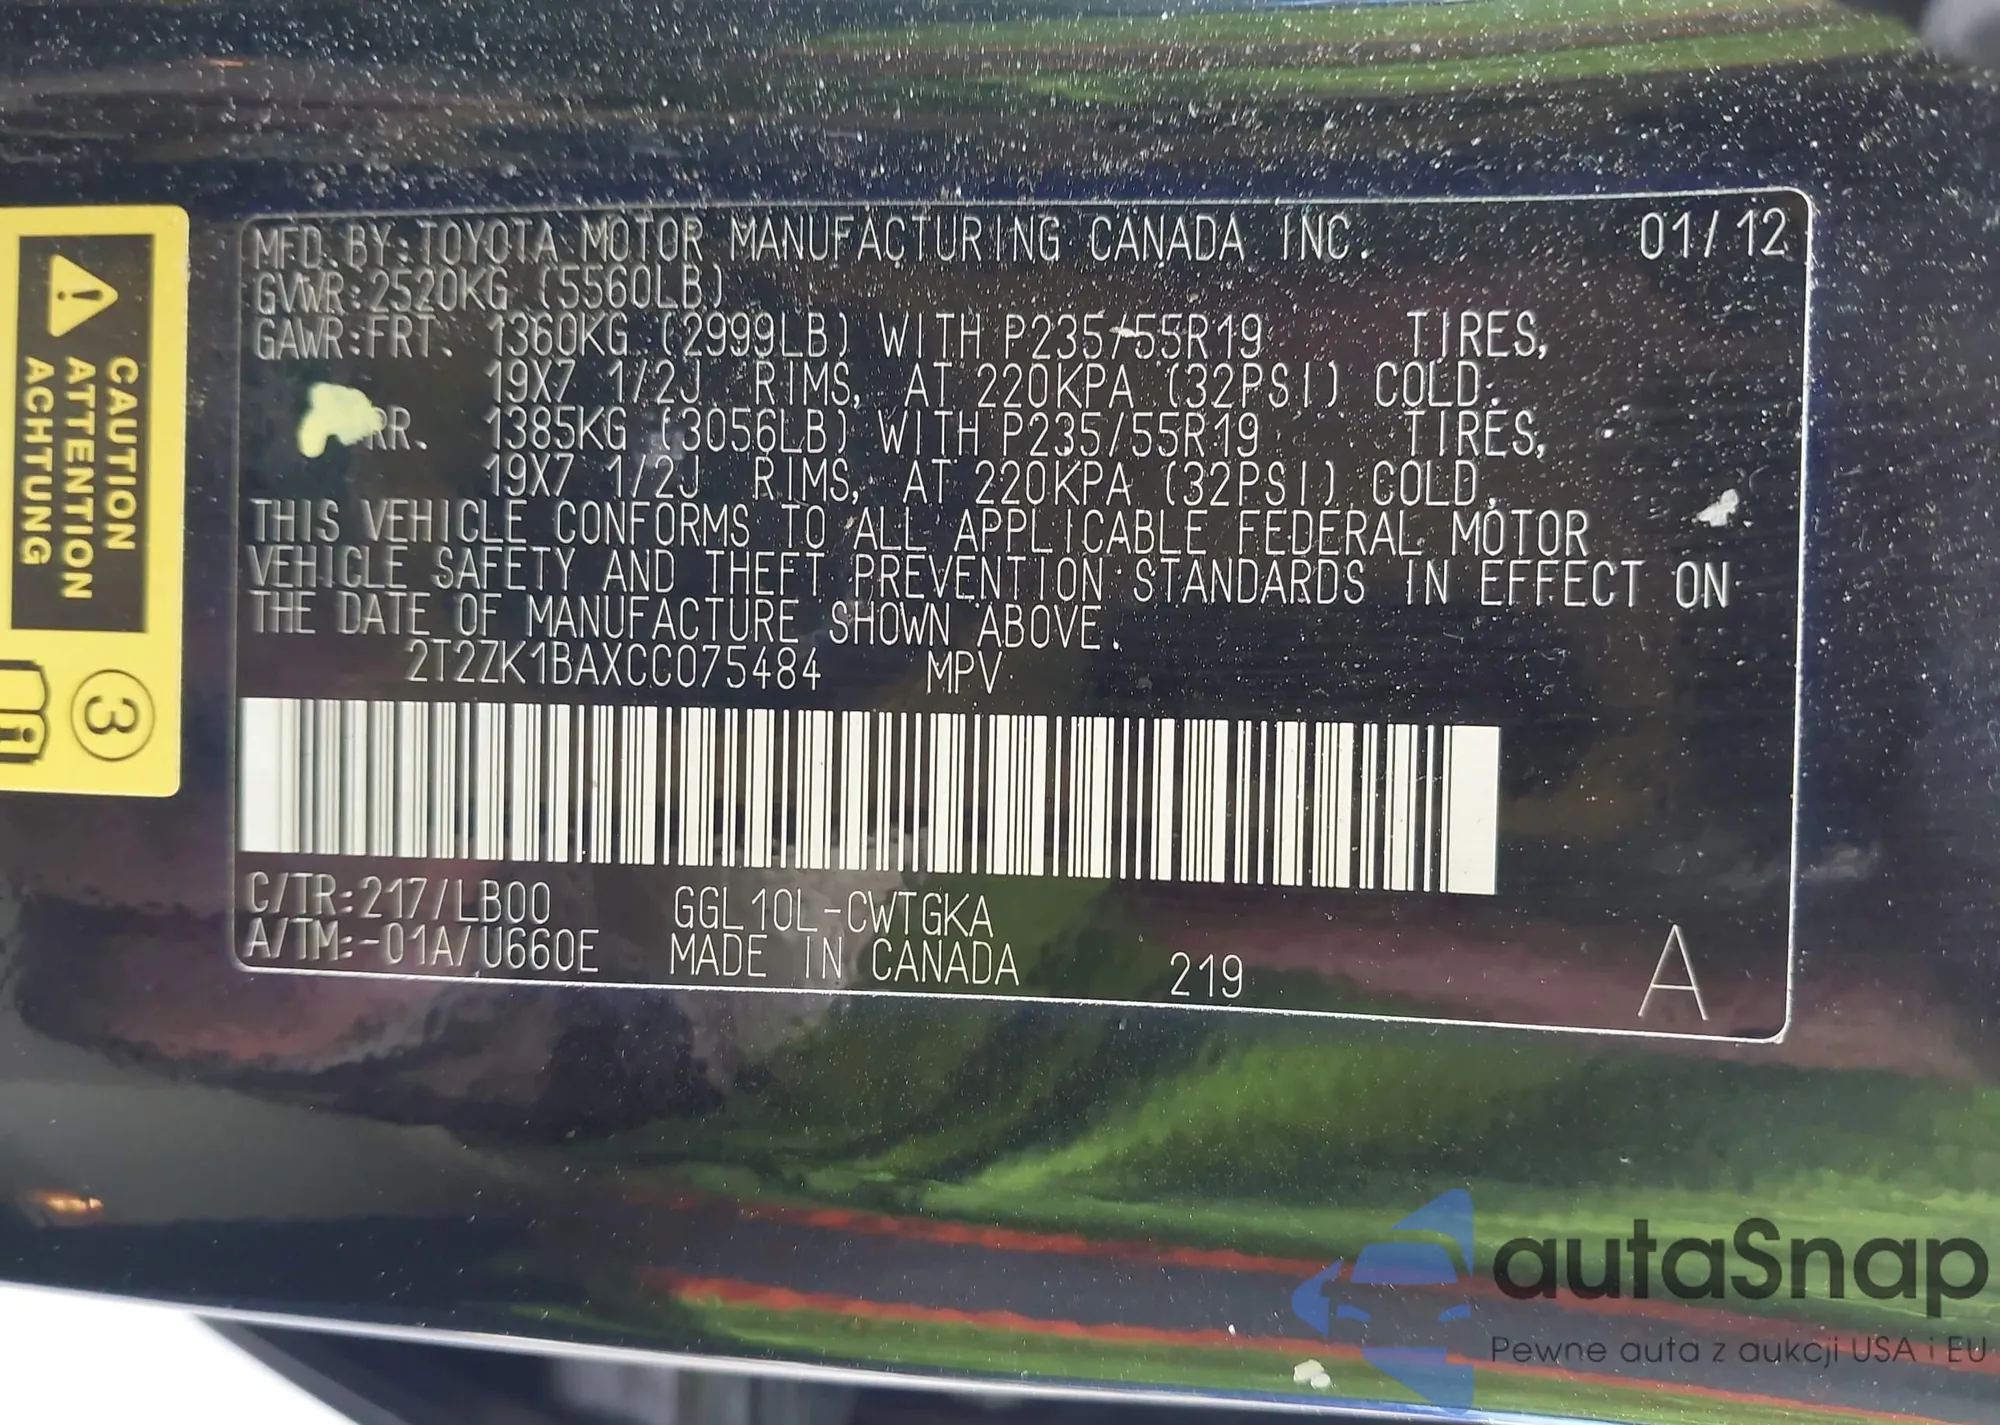 MFD. BY:TOYOTA MOTOR MANUFACTURING CANADA INC. 01/12
GVWR:2520KG (5560LB)
GAWR:FRT. 1360KG (2999LB) WITH P235/55R19 TIRES,
19X7 1/2J RIMS, AT 220KPA (32PSI) COLD.
RR. 1385KG (3056LB) WITH P235/55R19 TIRES,
19X7 1/2J RIMS, AT 220KPA (32PSI) COLD.
THIS VEHICLE CONFORMS TO ALL APPLICABLE FEDERAL MOTOR
VEHICLE SAFETY AND THEFT PREVENTION STANDARDS IN EFFECT ON
THE DATE OF MANUFACTURE SHOWN ABOVE.
2T2ZK1BAXCC075484 MPV
C/TR:217/LB00 GGL10L-CWTGKA
A/TM:-01A/U660E MADE IN CANADA 219 A
CAUTION
ATTENTION
ACHTUNG
3
autaSnap
Pewne auta z aukcji USA i EU